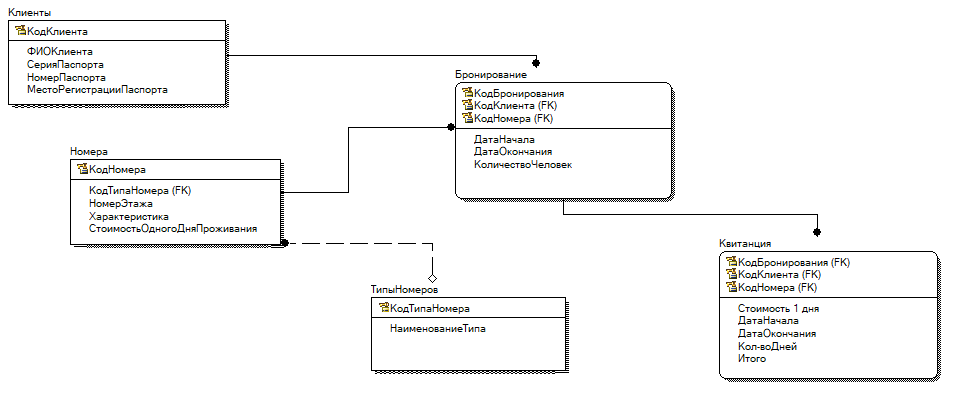 Клиенты
КодКлиента
ФИОКлиента
СерияПаспорта
НомерПаспорта
МестоРегистрацииПаспорта
Бронирование
КодБронирования
КодКлиента (FK)
КодНомера (FK)
ДатаНачала
ДатаОкончания
КоличествоЧеловек
Номера
КодНомера
КодТипаНомера (FK)
НомерЭтажа
Характеристика
СтоимостьОдногоДняПроживания
ТипыНомеров
КодТипаНомера
НаименованиеТипа
Квитанция
КодБронирования (FK)
КодКлиента (FK)
КодНомера (FK)
Стоимость 1 дня
ДатаНачала
ДатаОкончания
Кол-воДней
Итого